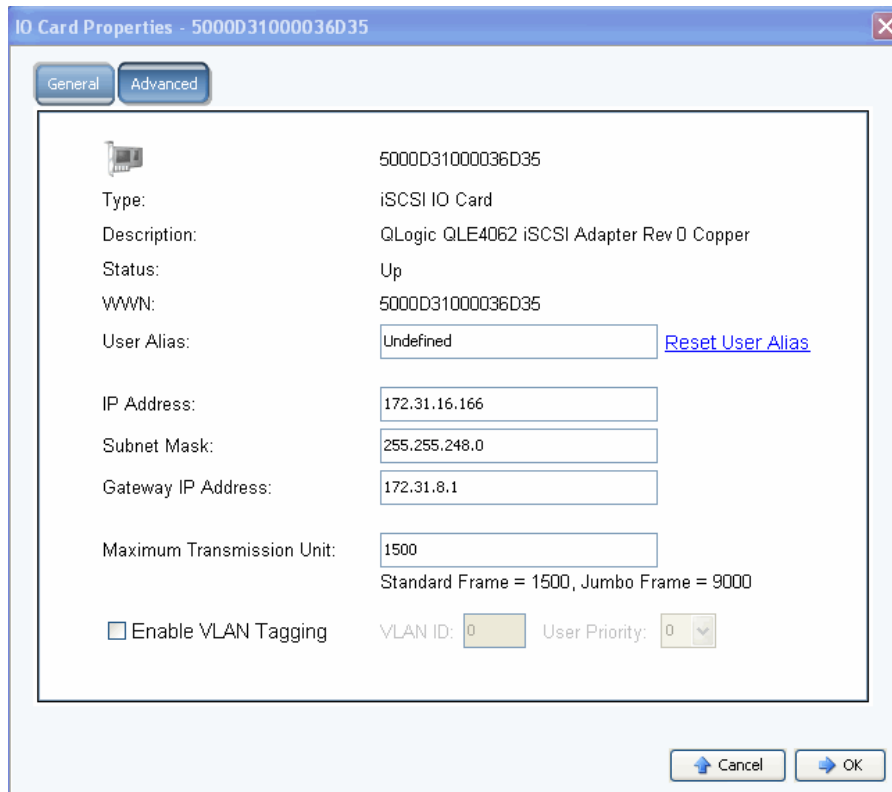 IO Card Properties - 5000D31000036D35
General Advanced
5000D31000036D35
Type: iSCSI IO Card
Description: QLogic QLE4062 iSCSI Adapter Rev 0 Copper
Status: Up
WWN: 5000D31000036D35
User Alias: Undefined Reset User Alias
IP Address: 172.31.16.166
Subnet Mask: 255.255.248.0
Gateway IP Address: 172.31.8.1
Maximum Transmission Unit: 1500
Standard Frame = 1500, Jumbo Frame = 9000
Enable VLAN Tagging VLAN ID: 0 User Priority: 0
Cancel OK